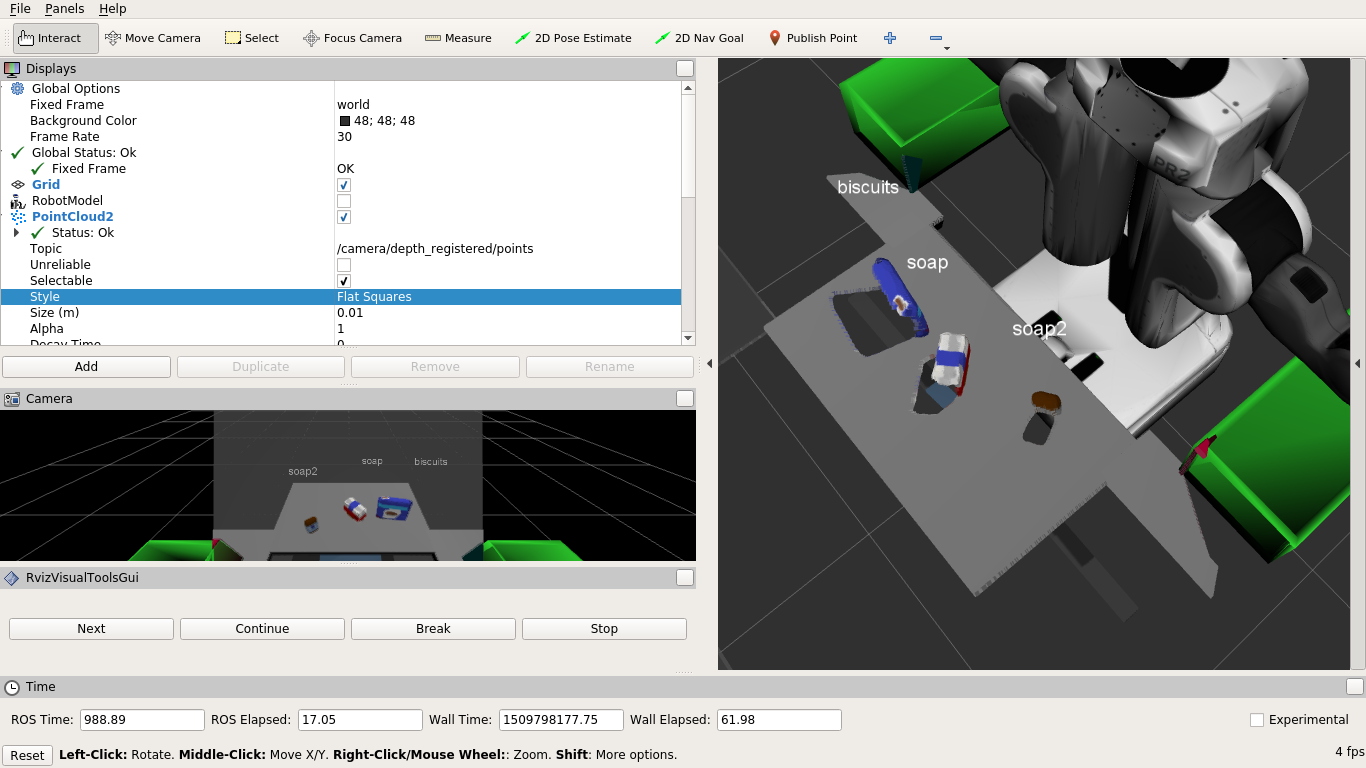 File Panels Help
Interact Move Camera Select Focus Camera Measure 2D Pose Estimate 2D Nav Goal Publish Point
Displays
Global Options
Fixed Frame world
Background Color 48; 48; 48
Frame Rate 30
Global Status: Ok
Fixed Frame OK
Grid
RobotModel
PointCloud2
Status: Ok
Topic /camera/depth_registered/points
Unreliable
Selectable
Style Flat Squares
Size (m) 0.01
Alpha 1
Decay Time 0
Add Duplicate Remove Rename
Camera
soap2 soap biscuits
RvizVisualToolsGui
Next Continue Break Stop
PR2
biscuits
soap
soap2
Time
ROS Time: 988.89 ROS Elapsed: 17.05 Wall Time: 1509798177.75 Wall Elapsed: 61.98 Experimental
Reset Left-Click: Rotate. Middle-Click: Move X/Y. Right-Click/Mouse Wheel:: Zoom. Shift: More options. 4 fps